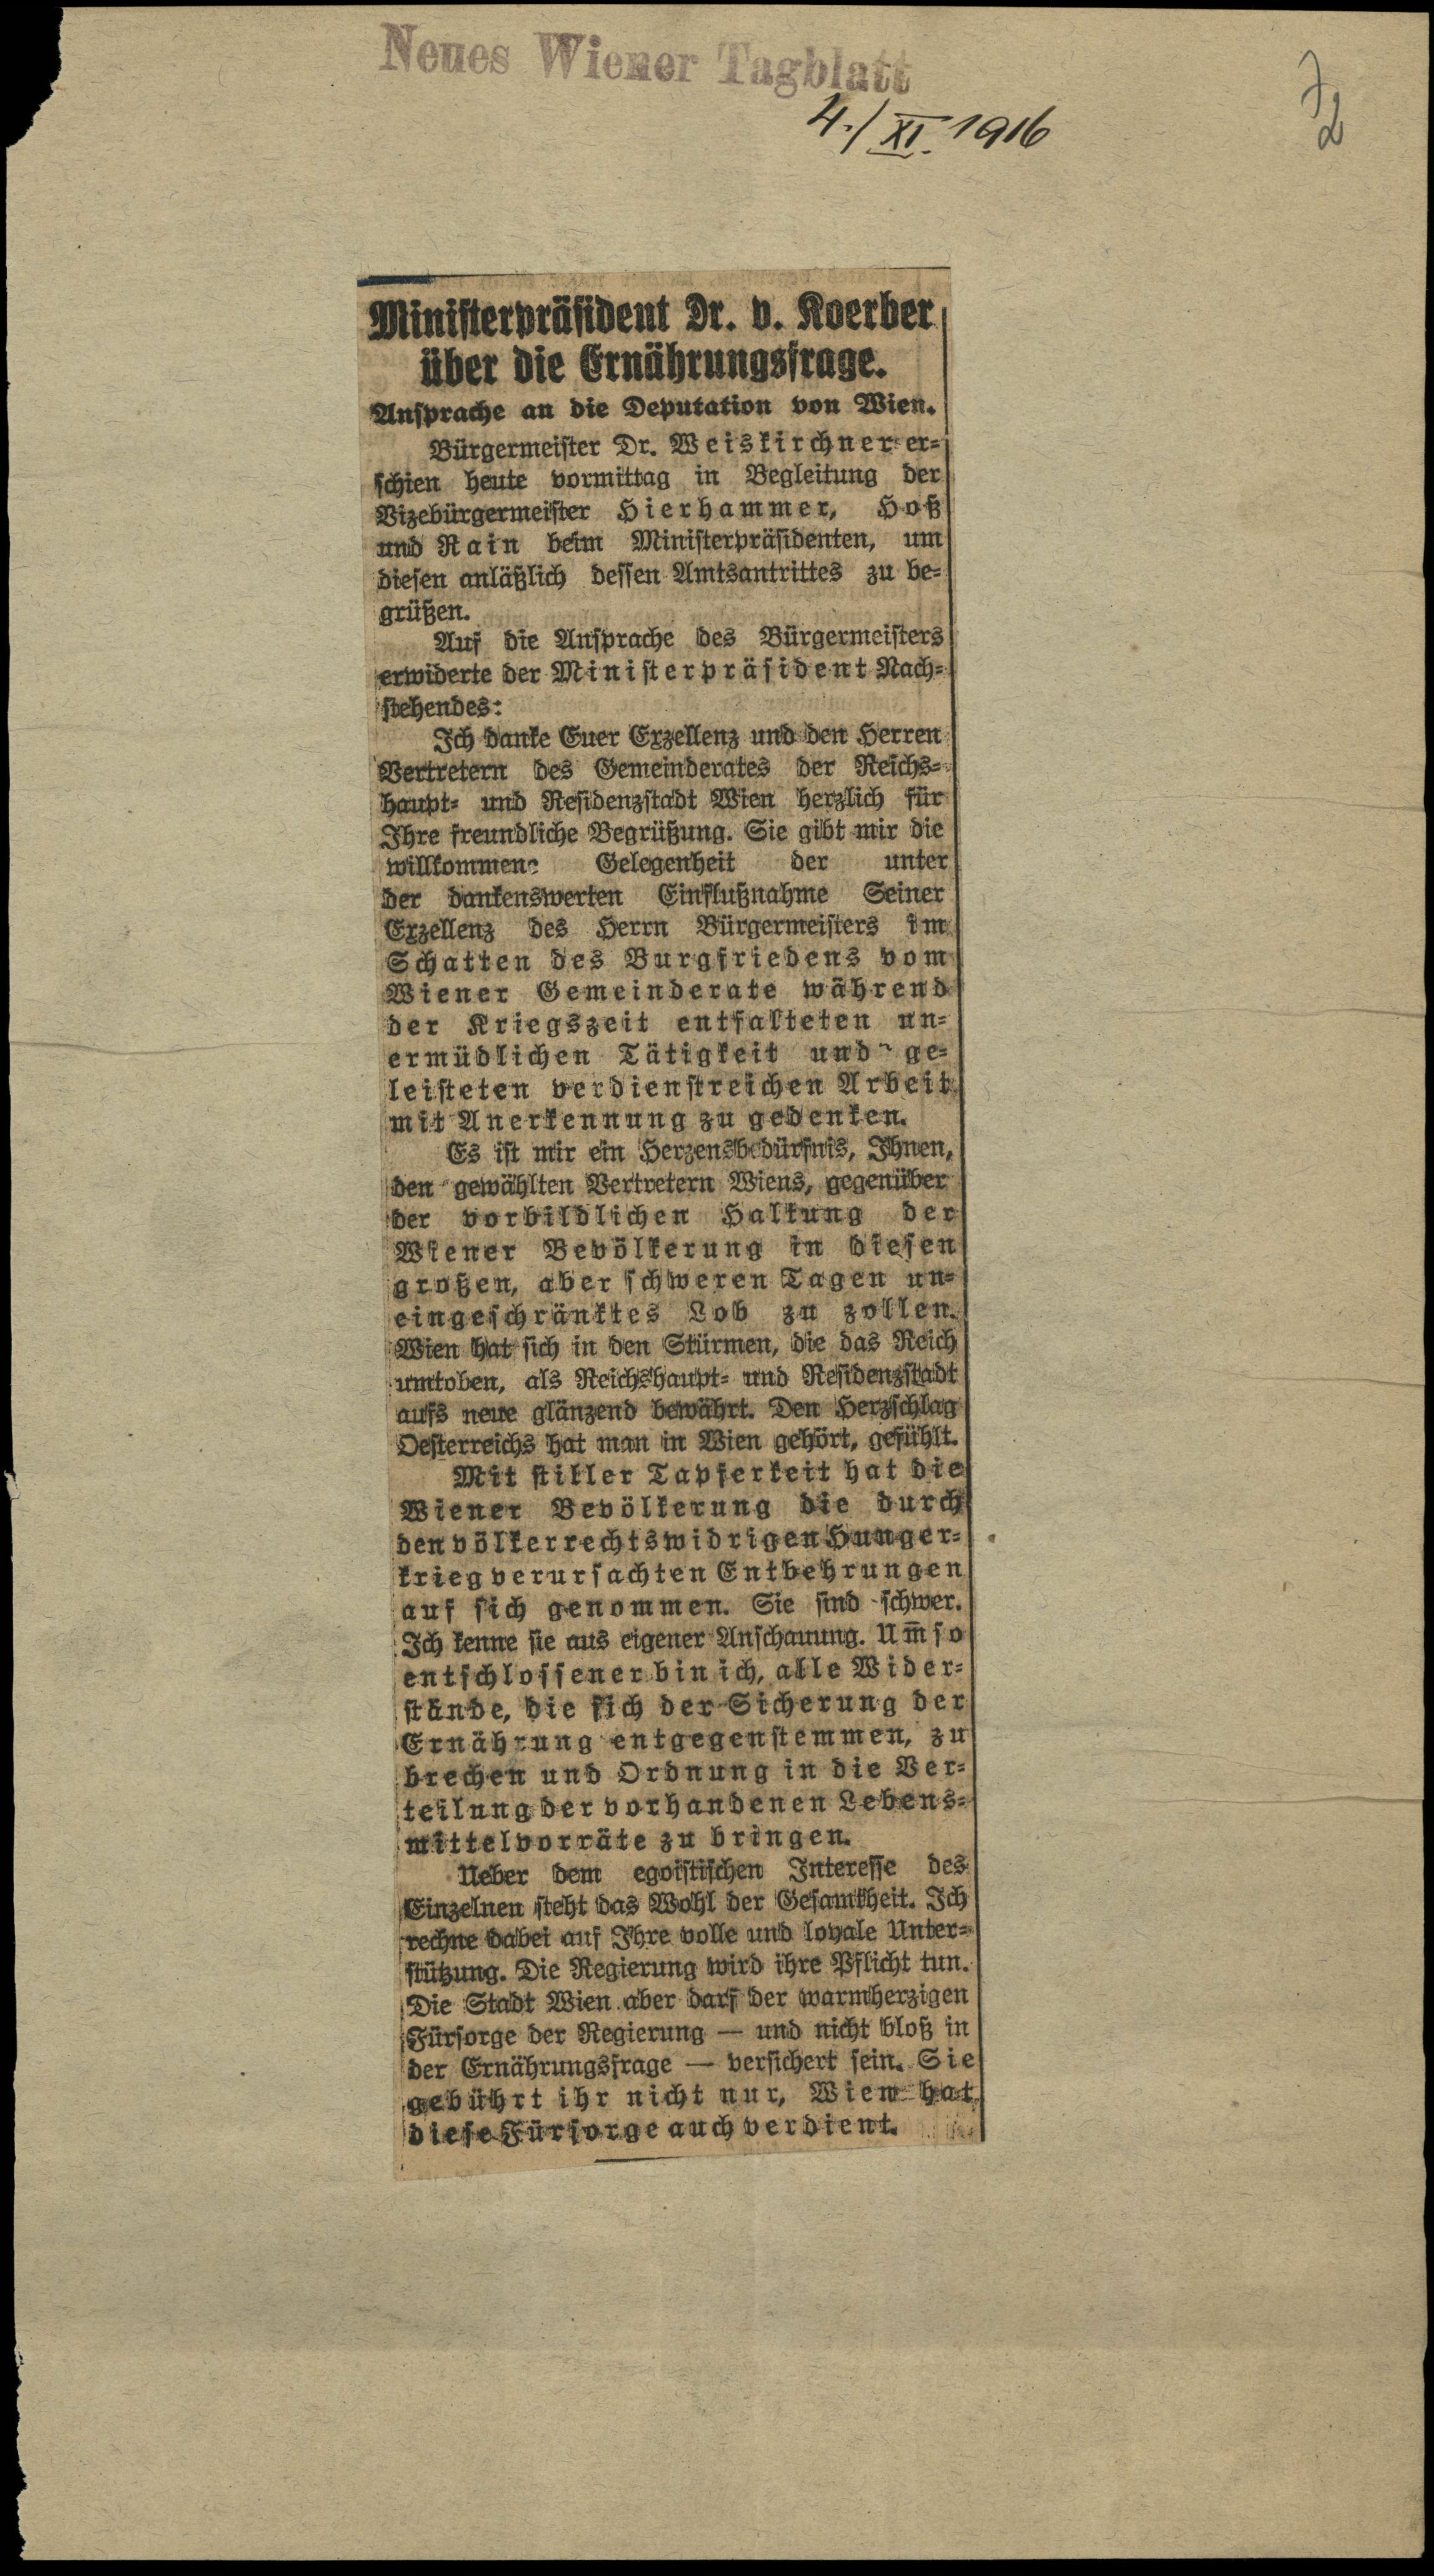 Neues Wiener Tagblatt
4./XI. 1916
72
Ministerpräsident Dr. v. Koerber
über die Ernährungsfrage.
Ansprache an die Deputation von Wien.
Bürgermeister Dr. Weiskirchner er-
schien heute vormittag in Begleitung der
Vizebürgermeister Hierhammer, Hoß
und Rain beim Ministerpräsidenten, um
diesen anläßlich dessen Amtsantrittes zu be-
grüßen.
Auf die Ansprache des Bürgermeisters
erwiderte der Ministerpräsident Nach-
stehendes:
Ich danke Euer Exzellenz und den Herren
Vertretern des Gemeinderates der Reichs-
haupt- und Residenzstadt Wien herzlich für
Ihre freundliche Begrüßung. Sie gibt mir die
willkommene Gelegenheit der unter
der dankenswerten Einflußnahme Seiner
Exzellenz des Herrn Bürgermeisters im
Schatten des Burgfriedens vom
Wiener Gemeinderate während
der Kriegszeit entfalteten un-
ermüdlichen Tätigkeit und ge-
leisteten verdienstreichen Arbeit
mit Anerkennung zu gedenken.
Es ist mir ein Herzensbedürfnis, Ihnen,
den gewählten Vertretern Wiens, gegenüber
der vorbildlichen Haltung der
Wiener Bevölkerung in diesen
großen, aber schweren Tagen un-
eingeschränktes Lob zu zollen.
Wien hat sich in den Stürmen, die das Reich
umtoben, als Reichshaupt- und Residenzstadt
aufs neue glänzend bewährt. Den Herzschlag
Oesterreichs hat man in Wien gehört, gefühlt.
Mit stiller Tapferkeit hat die
Wiener Bevölkerung die durch
den völkerrechtswidrigen Hunger-
krieg verursachten Entbehrungen
auf sich genommen. Sie sind schwer.
Ich kenne sie aus eigener Anschauung. Um so
entschlossener bin ich, alle Wider-
stände, die sich der Sicherung der
Ernährung entgegenstemmen, zu
brechen und Ordnung in die Ver-
teilung der vorhandenen Lebens-
mittelvorräte zu bringen.
Ueber dem egoistischen Interesse des
Einzelnen steht das Wohl der Gesamtheit. Ich
rechne dabei auf Ihre volle und loyale Unter-
stützung. Die Regierung wird ihre Pflicht tun.
Die Stadt Wien aber darf der warmherzigen
Fürsorge der Regierung — und nicht bloß in
der Ernährungsfrage — versichert sein. Sie
gebührt ihr nicht nur, Wien hat
diese Fürsorge auch verdient.